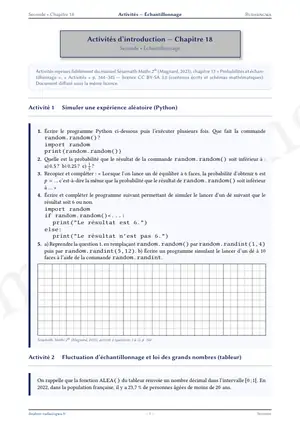 Seconde • Chapitre 18
Activités – Échantillonnage
Activités d'introduction — Chapitre 18
Seconde • Échantillonnage
Activité 1 Simuler une expérience aléatoire (Python)
1. Écrire le programme Python ci-dessous puis l'exécuter plusieurs fois. Que fait la commande
random.random()?
import random
print(random.random())
2. Quelle est la probabilité que le résultat de la commande random.random() soit inférieur à :
a) 0.5 ? b) 0.25 ?
3. Recopier et compléter : « Lorsque l'on lance un dé équilibré à 6 faces, la probabilité d'obtenir 6 est
p = ...c'est-à-dire la même que la probabilité que le résultat de random.random() soit inférieur
à ...»
4. Écrire et compléter le programme suivant permettant de simuler le lancer d'un dé suivant que le
résultat soit 6 ou non.
import random
if random.random()<...:
print("Le résultat est 6.")
else:
print("Le résultat n'est pas 6.")
5. a) Reprendre la question 1. en remplaçant random.random() par random.randint(1,4)
puis par random.randint(3,12). b) Écrire un programme simulant le lancer d'un dé à 10
faces à l'aide de la commande random.randint.
Activité 2 Fluctuation d'échantillonnage et loi des grands nombres (tableur)
On rappelle que la fonction ALEA() du tableur renvoie un nombre décimal dans l'intervalle [0 ; 1[. En
2022, dans la population française, il y a 23,7 % de personnes âgées de moins de 20 ans.
– 1 –